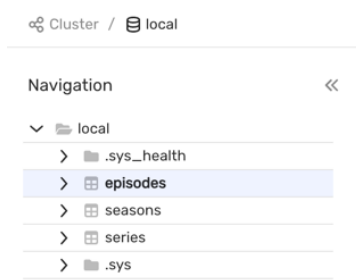 Cluster / local
Navigation
local
.sys_health
episodes
seasons
series
.sys